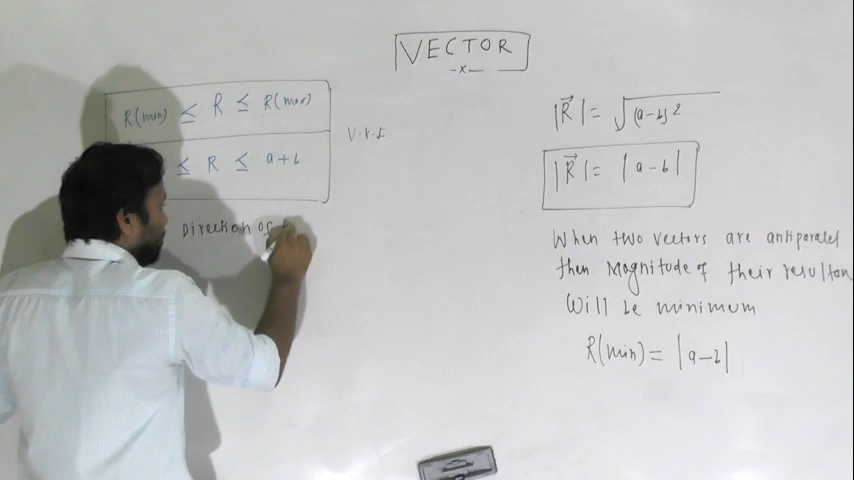 VECTOR
R(min) ≤ R ≤ R(max)
≤ R ≤ a+b
V.V.I
Direction of
|R⃗| = √(a-b)2
|R⃗| = |a-b|
When two vectors are antiparallel
then Magnitude of their resultan
Will be minimum
R(min) = |a-b|